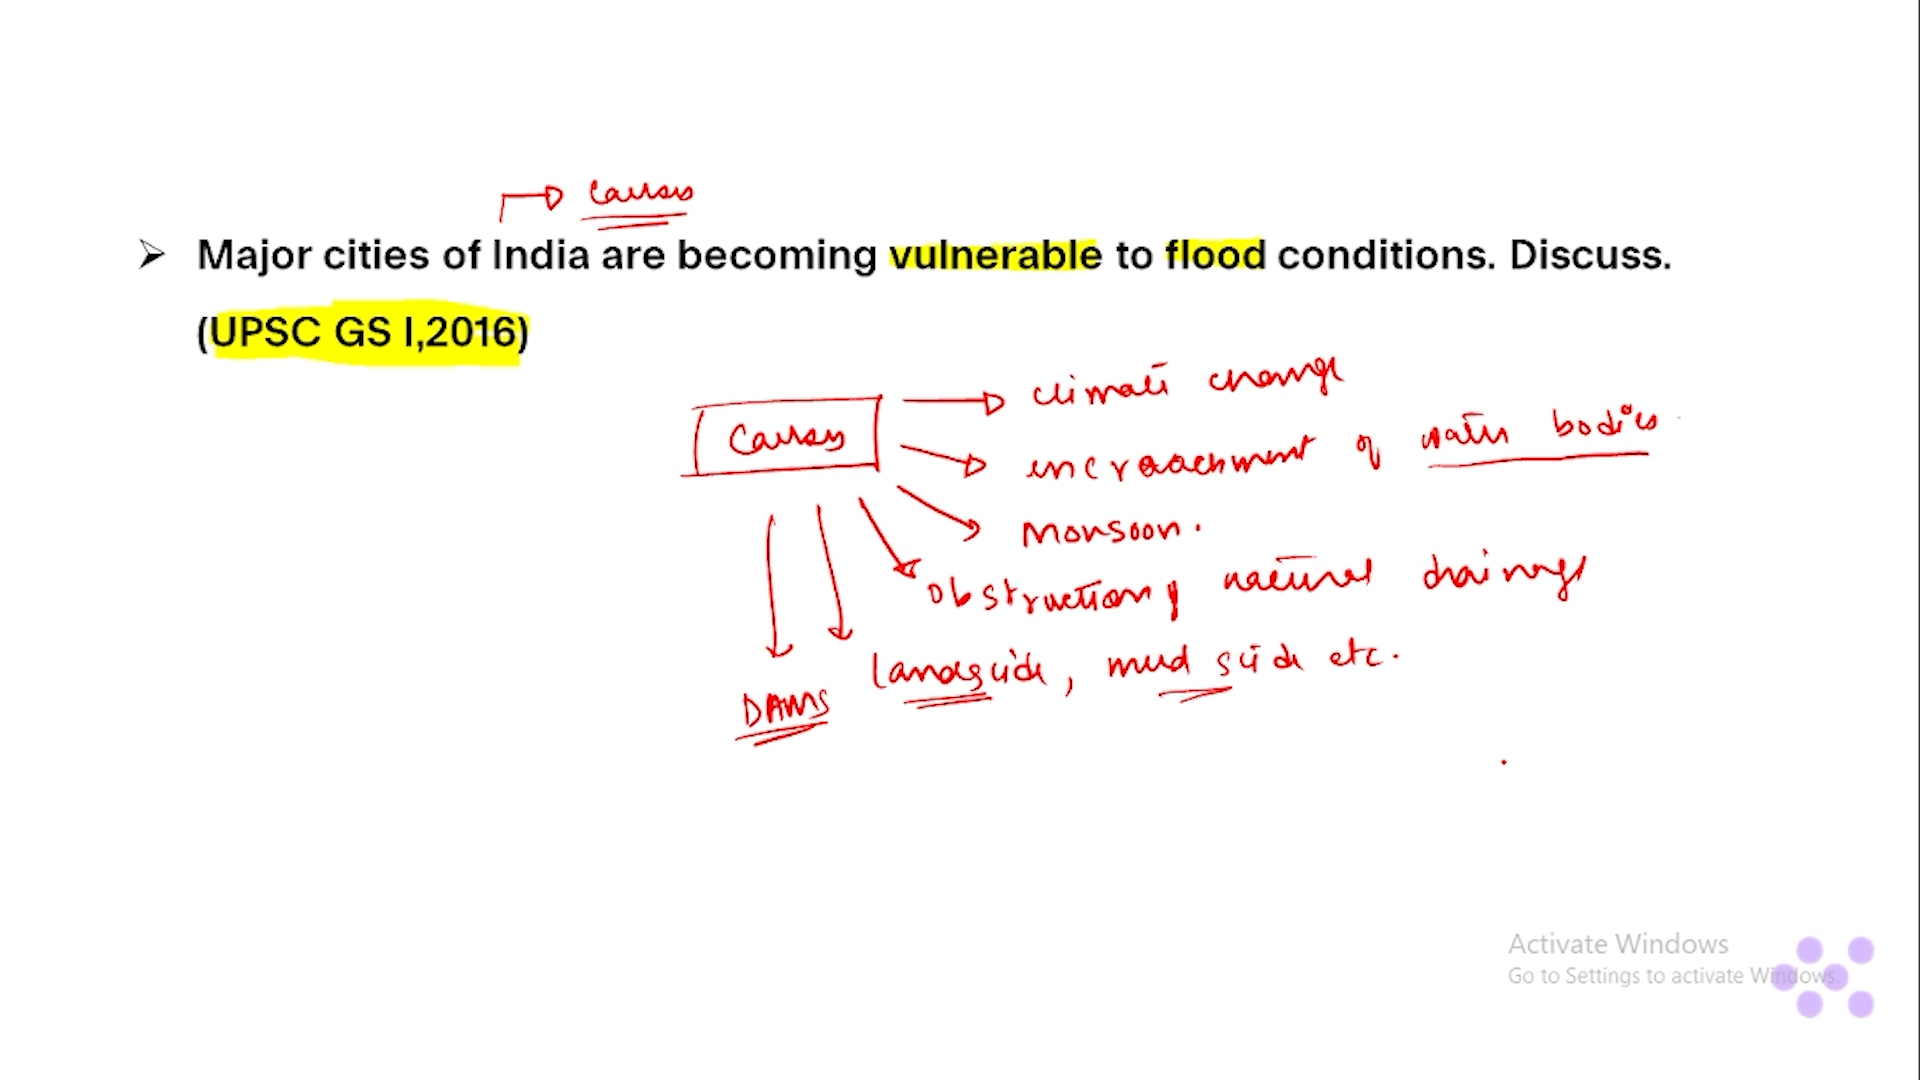 Causes
➢ Major cities of India are becoming vulnerable to flood conditions. Discuss.
(UPSC GS I,2016)
Causes
climate change
encroachment of water bodies
Monsoon.
obstruction of natural drainage
landslide, mud slide etc.
DAMS
Activate Windows
Go to Settings to activate Windows.